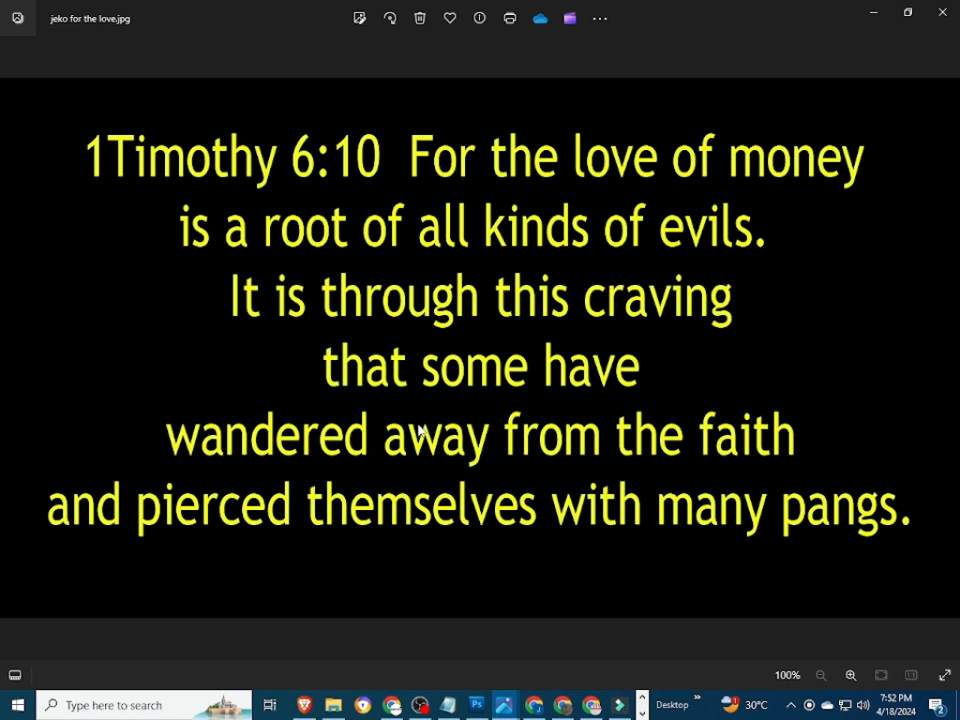 jeko for the love.jpg
1Timothy 6:10  For the love of money
is a root of all kinds of evils.
It is through this craving
that some have
wandered away from the faith
and pierced themselves with many pangs.
100%
Type here to search
Desktop
30°C
7:52 PM
4/18/2024
2